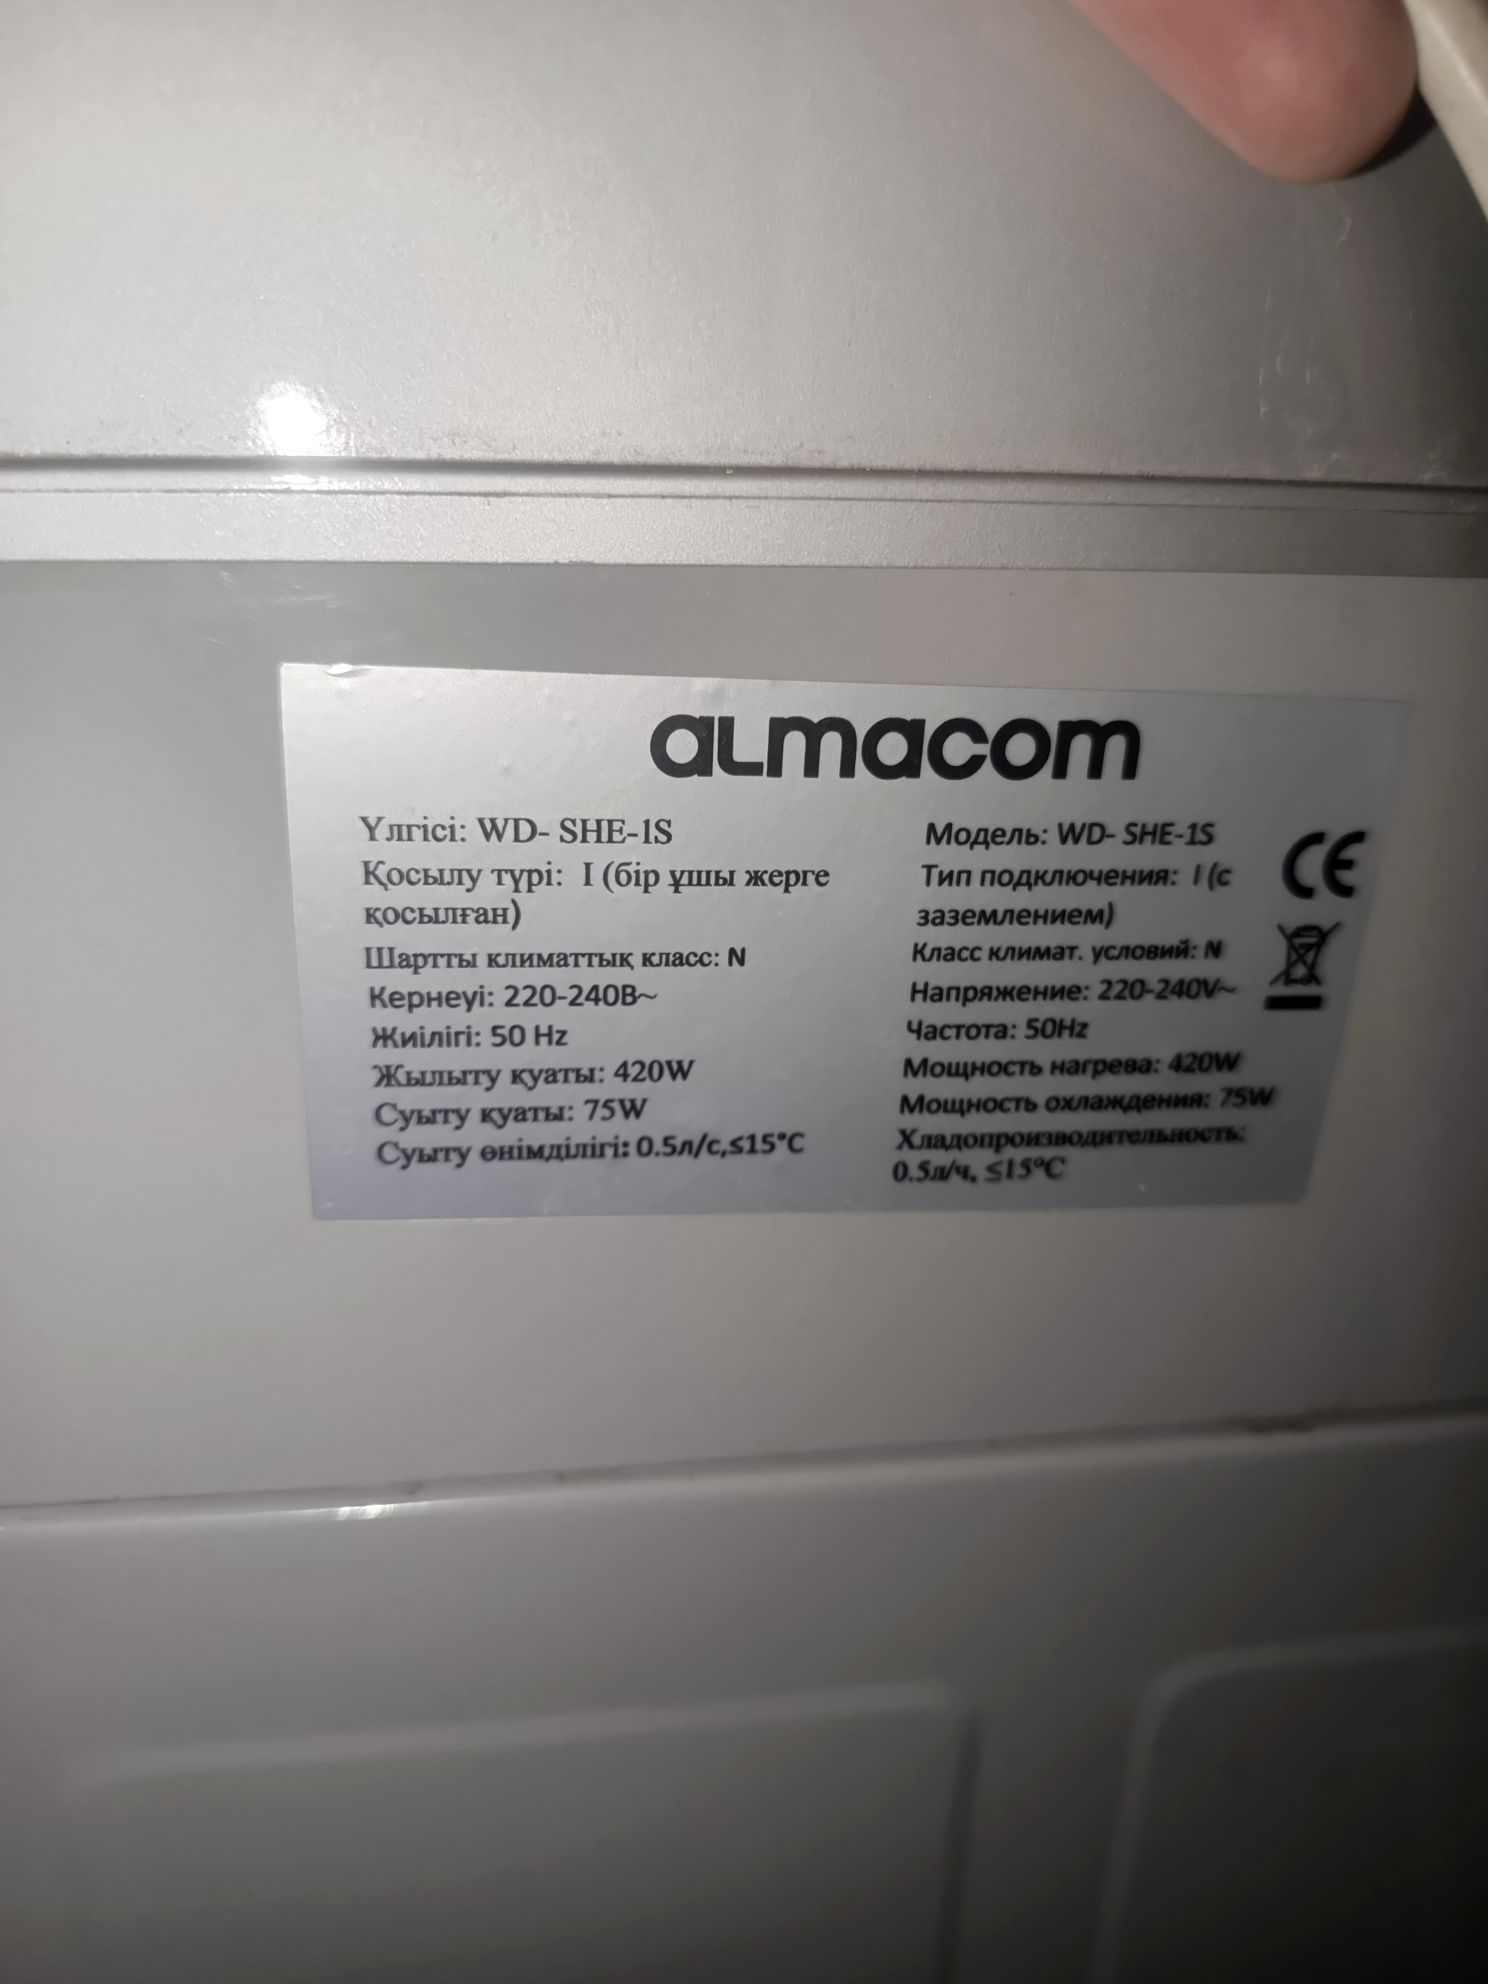 almacom
Үлгісі: WD- SHE-1S
Қосылу түрі: I (бір ұшы жерге
қосылған)
Шартты климаттық класс: N
Кернеуі: 220-240В~
Жиілігі: 50 Hz
Жылыту қуаты: 420W
Суыту қуаты: 75W
Суыту өнімділігі: 0.5л/с,≤15°C
Модель: WD- SHE-1S
Тип подключения: I (с
заземлением)
Класс климат. условий: N
Напряжение: 220-240V~
Частота: 50Hz
Мощность нагрева: 420W
Мощность охлаждения: 75W
Хладопроизводительность:
0.5л/ч, ≤15°C
CE